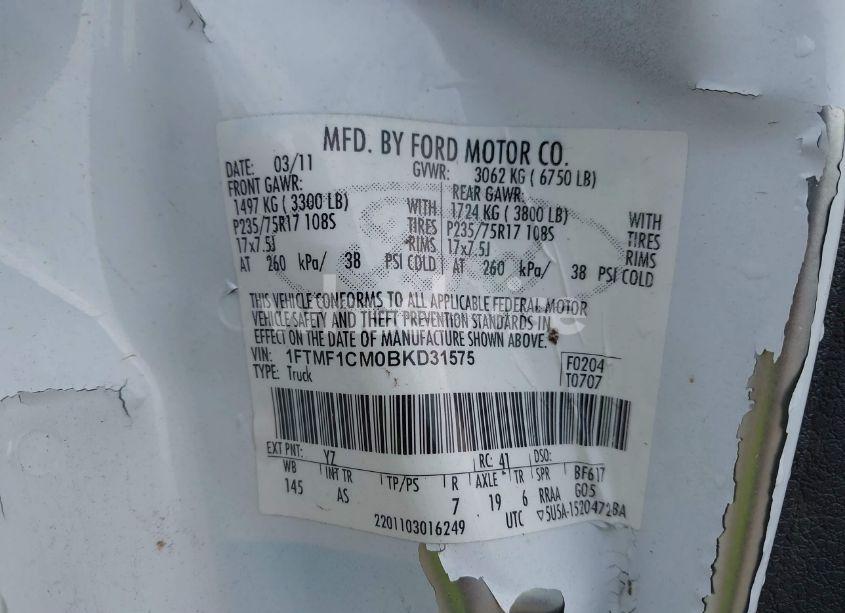 MFD. BY FORD MOTOR CO.
DATE: 03/11 GVWR: 3062 KG ( 6750 LB)
FRONT GAWR: REAR GAWR:
1497 KG ( 3300 LB) WITH 1724 KG ( 3800 LB) WITH
P235/75R17 108S TIRES P235/75R17 108S TIRES
17x7.5J RIMS 17x7.5J RIMS
AT 260 kPa/ 38 PSI COLD AT 260 kPa/ 38 PSI COLD
THIS VEHICLE CONFORMS TO ALL APPLICABLE FEDERAL MOTOR
VEHICLE SAFETY AND THEFT PREVENTION STANDARDS IN
EFFECT ON THE DATE OF MANUFACTURE SHOWN ABOVE.
VIN: 1FTMF1CM0BKD31575 F0204
TYPE: Truck T0707
EXT PNT: YZ RC: 41 DSO:
WB INT TR TP/PS R AXLE TR SPR BF617
145 AS 7 19 6 RRAA G05
2201103016249 UTC ▽5U5A-1520472BA